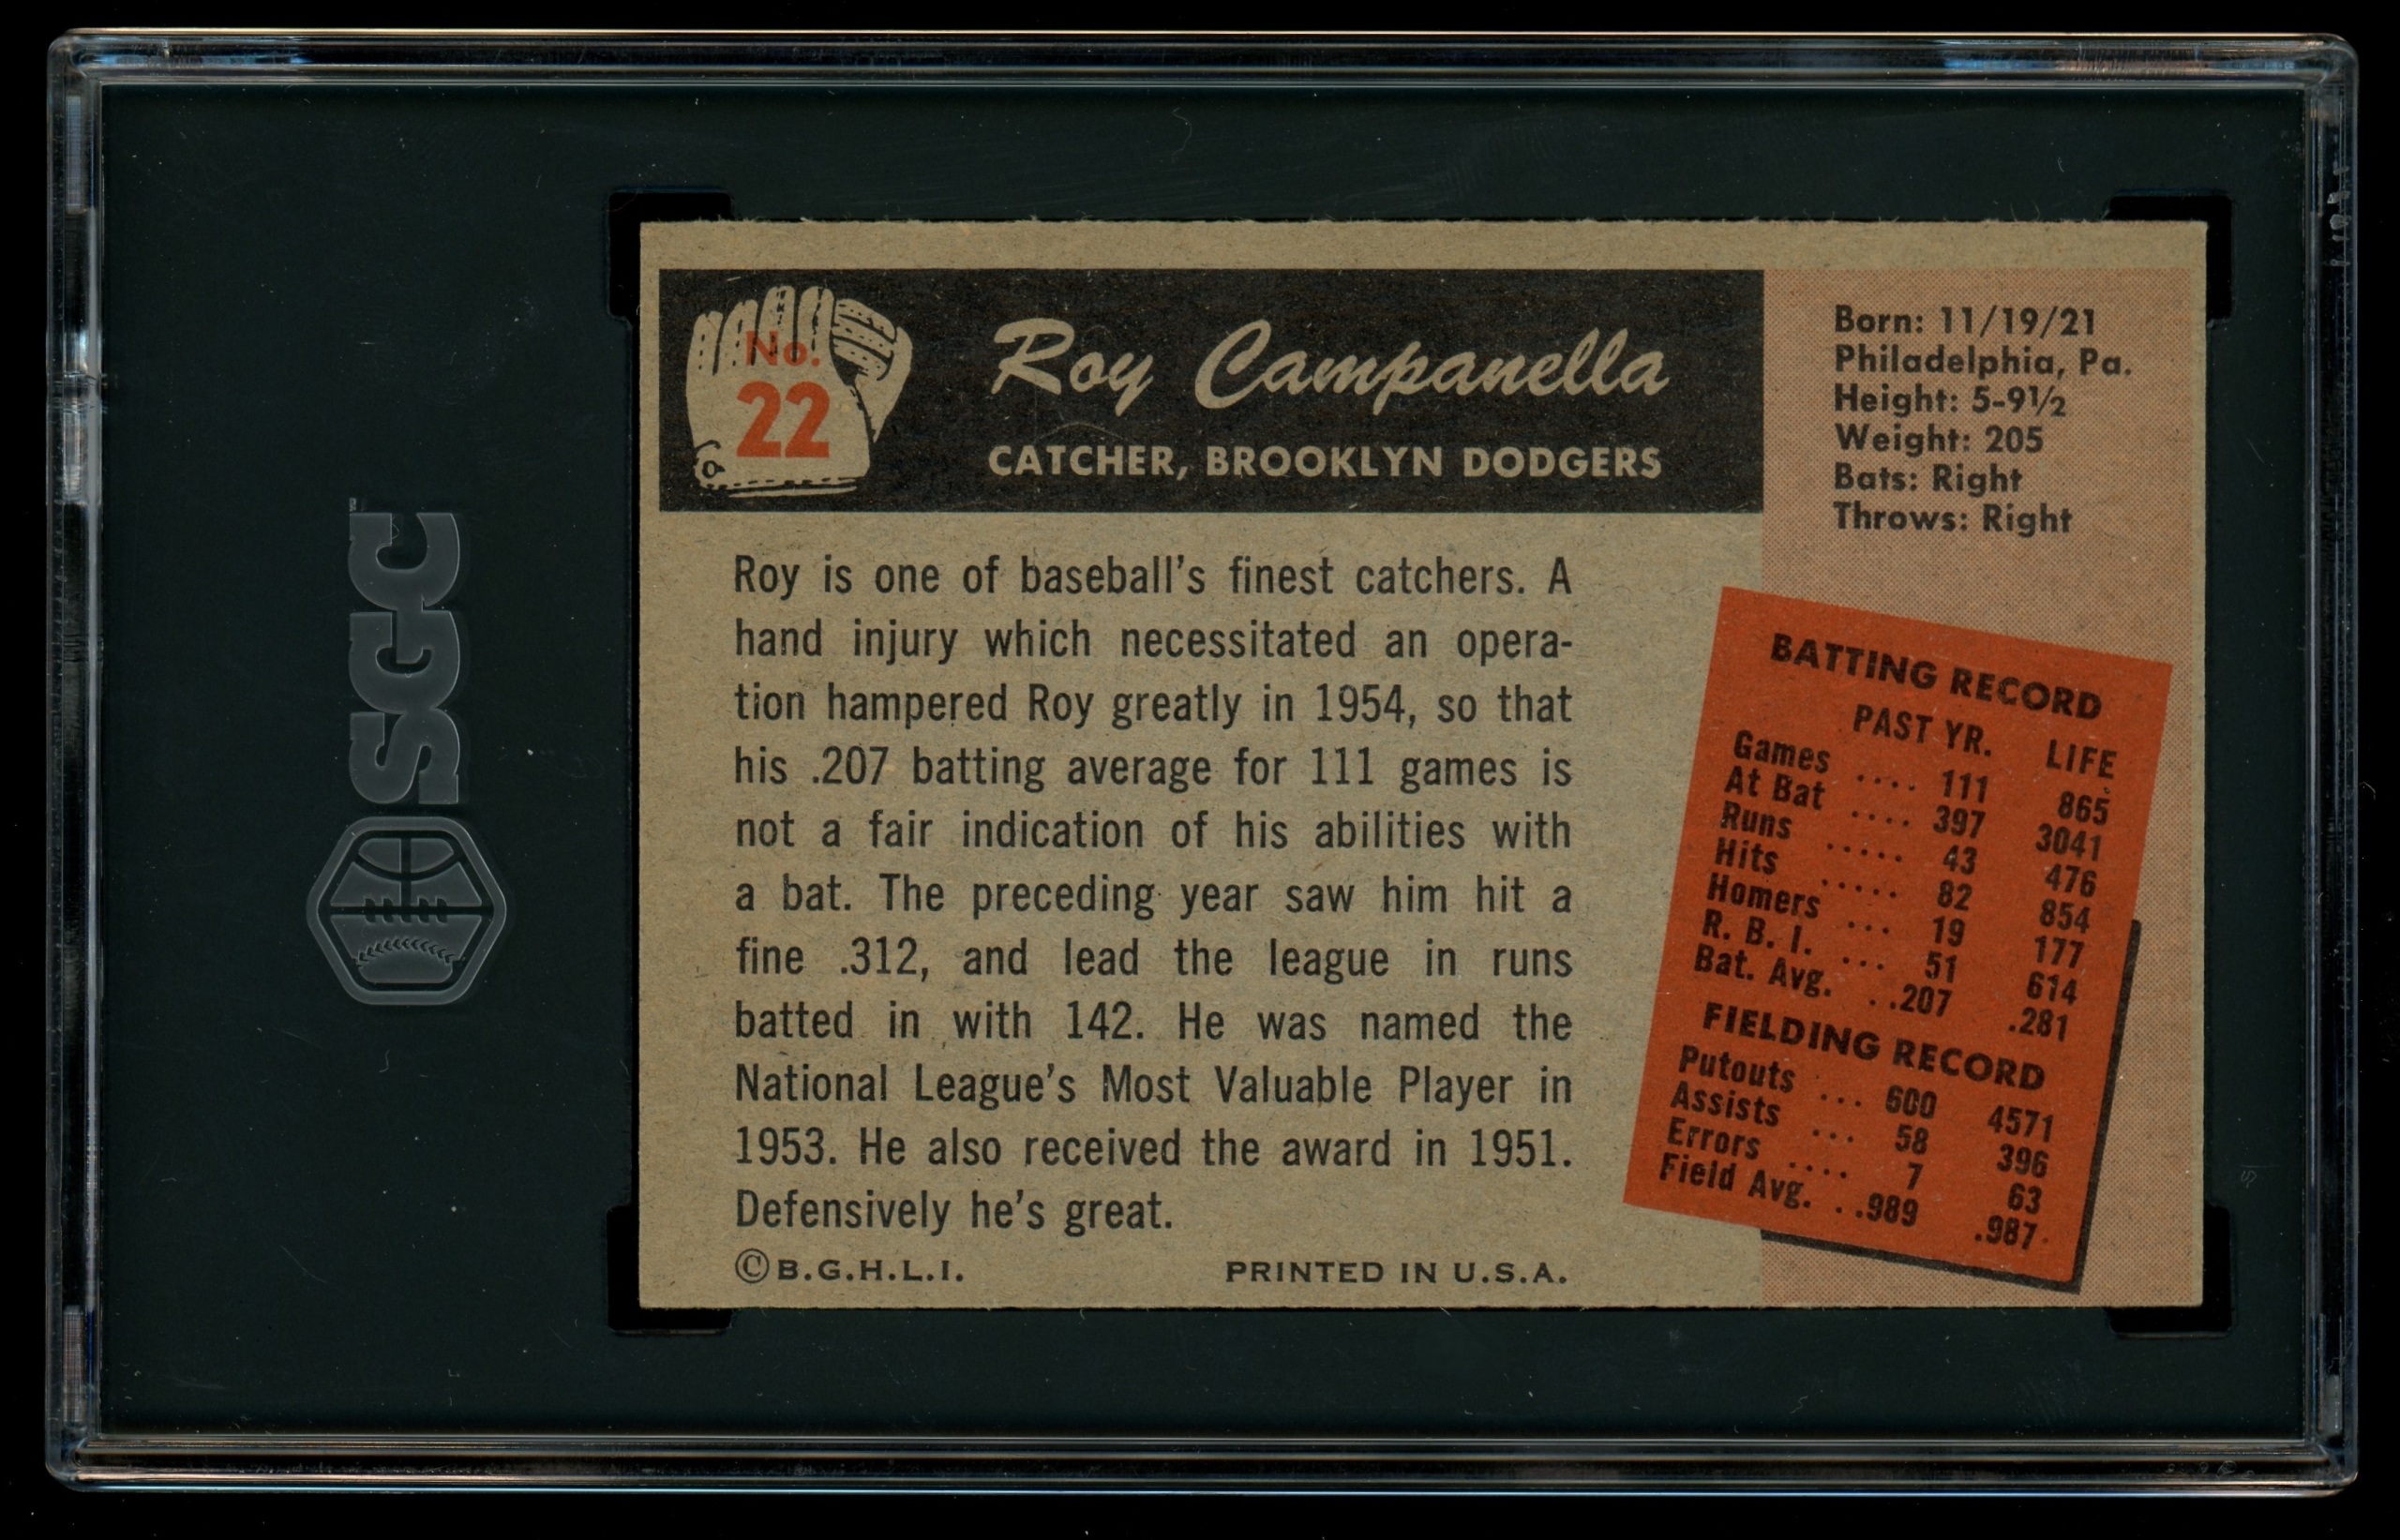 SGC
™
No.
22
Roy Campanella
CATCHER, BROOKLYN DODGERS
Born: 11/19/21
Philadelphia, Pa.
Height: 5-9½
Weight: 205
Bats: Right
Throws: Right
Roy is one of baseball's finest catchers. A
hand injury which necessitated an opera-
tion hampered Roy greatly in 1954, so that
his .207 batting average for 111 games is
not a fair indication of his abilities with
a bat. The preceding year saw him hit a
fine .312, and lead the league in runs
batted in with 142. He was named the
National League's Most Valuable Player in
1953. He also received the award in 1951.
Defensively he's great.
©B.G.H.L.I. PRINTED IN U.S.A.
BATTING RECORD
PAST YR. LIFE
Games .... 111 865
At Bat .... 397 3041
Runs ..... 43 476
Hits ..... 82 854
Homers ... 19 177
R. B. I. ... 51 614
Bat. Avg. . .207 .281
FIELDING RECORD
Putouts ... 600 4571
Assists ... 58 396
Errors .... 7 63
Field Avg. . .989 .987